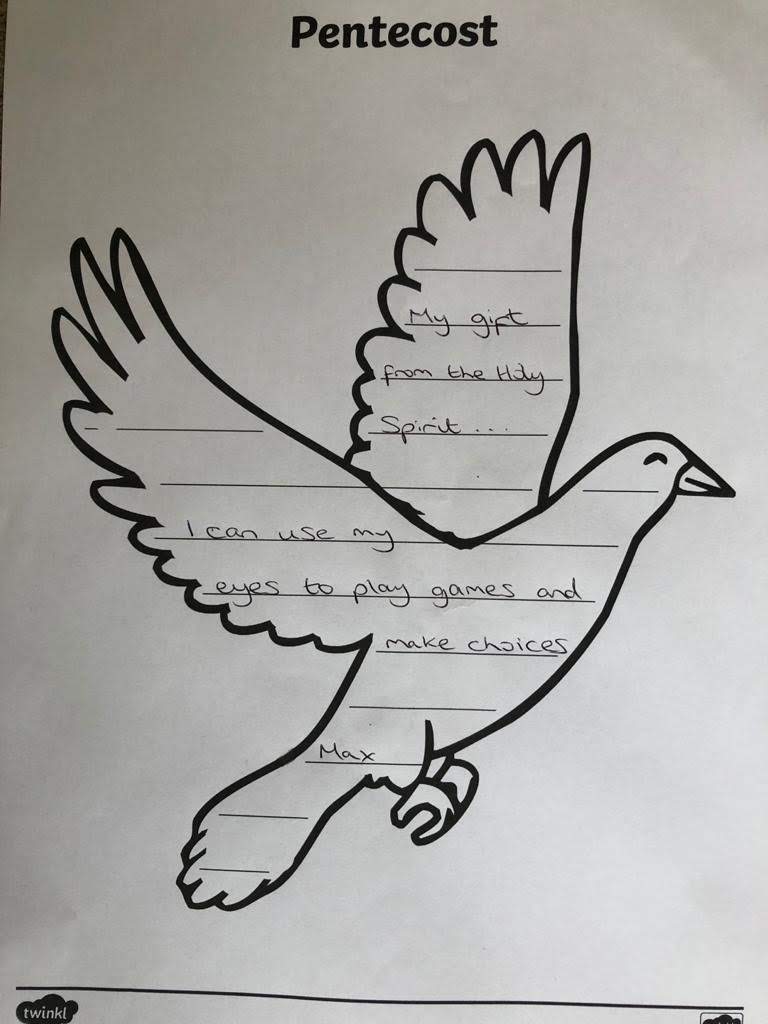 Pentecost
My gift
from the Holy
Spirit ...
I can use my
eyes to play games and
make choices
Max
twinkl